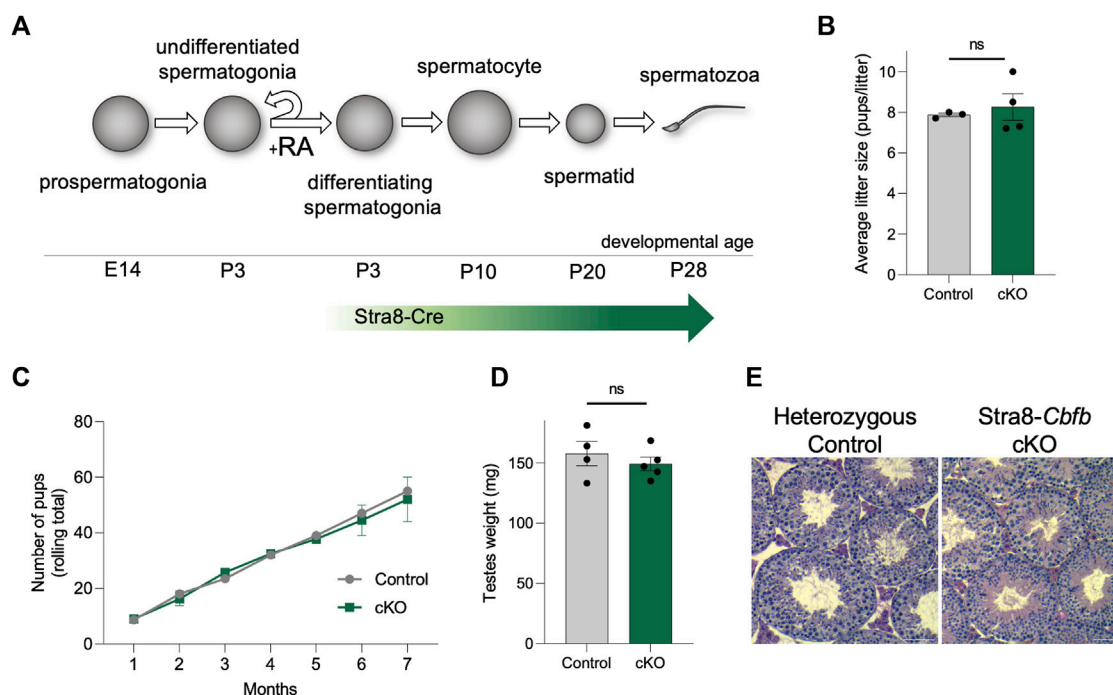 A
undifferentiated
spermatogonia
spermatocyte
spermatozoa
+RA
prospermatogonia
differentiating
spermatogonia
spermatid
developmental age
E14 P3 P3 P10 P20 P28
Stra8-Cre
B
ns
Average litter size (pups/litter)
10
8
6
4
2
0
Control cKO
C
Number of pups
(rolling total)
80
60
40
20
0
Control
cKO
1 2 3 4 5 6 7
Months
D
ns
Testes weight (mg)
150
100
50
0
Control cKO
E
Heterozygous
Control
Stra8-Cbfb
cKO